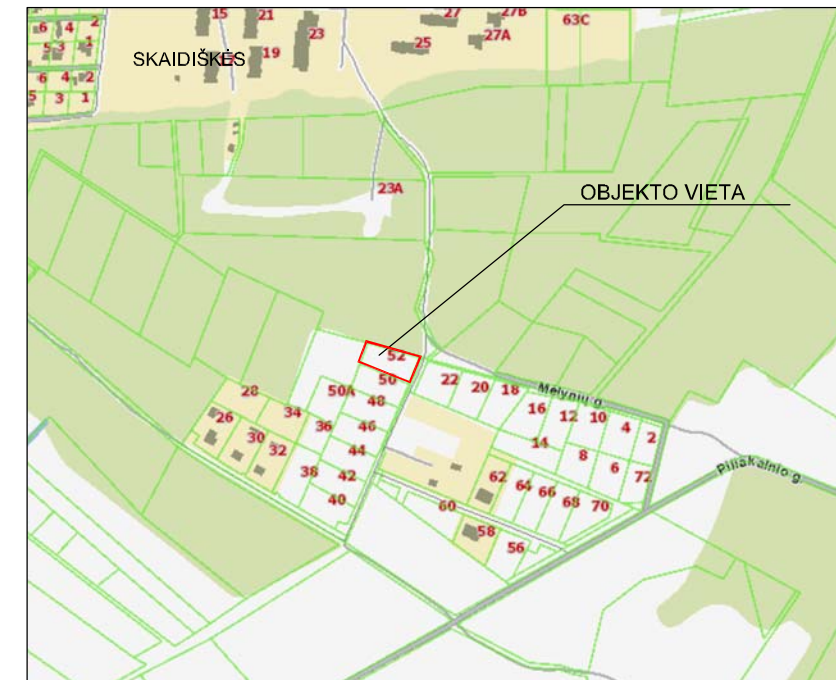 15 21 27 27B 63C
6 4 2
5 3 1
23
25 27A
SKAIDIŠKĖS 19
6 4 2
5 3 1
23A
OBJEKTO VIETA
52
50
22 20 18
Mėlynių g.
28 50A 48
16 12 10 4 2
26 34 36 46
30 32 44
14 8 6 72
Piliakalnio g.
38 42
40
62 64 66 68 70
60
58
56